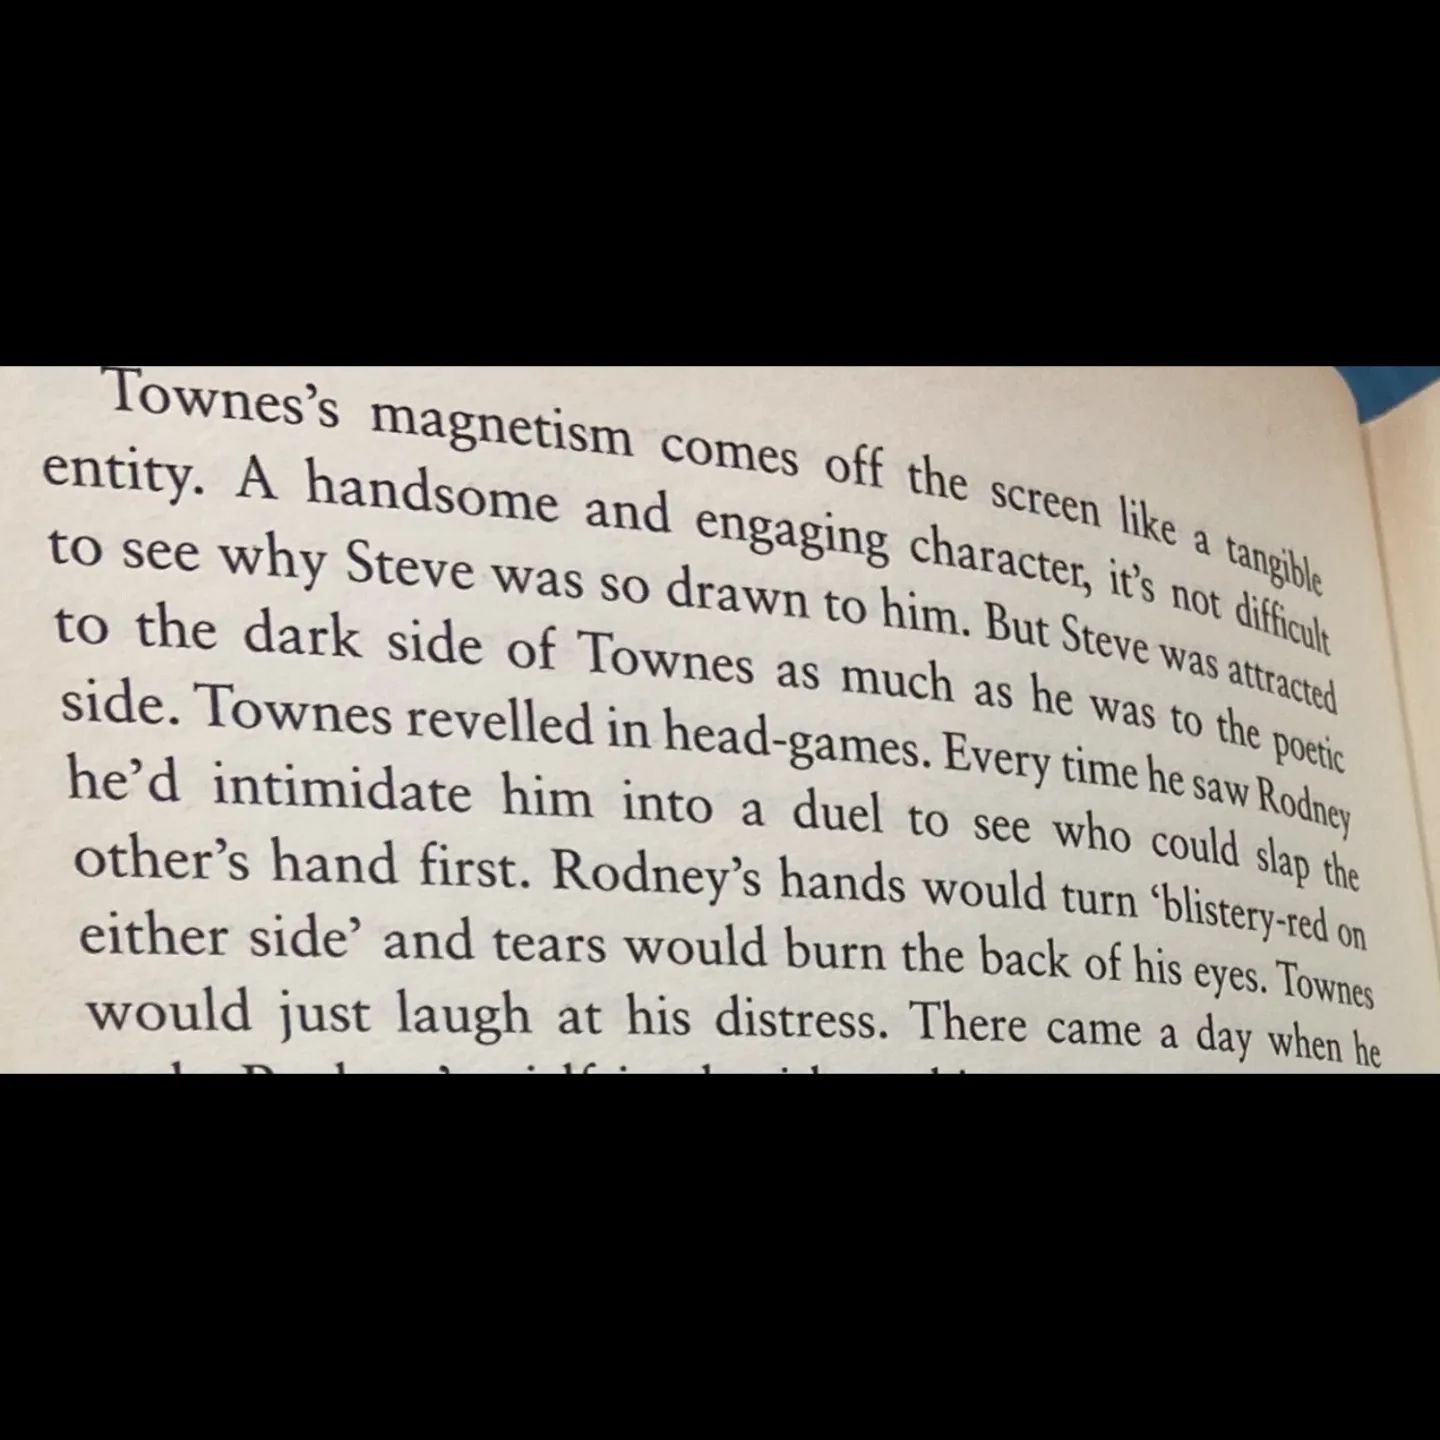 Townes’s magnetism comes off the screen like a tangible
entity. A handsome and engaging character, it’s not difficult
to see why Steve was so drawn to him. But Steve was attracted
to the dark side of Townes as much as he was to the poetic
side. Townes revelled in head-games. Every time he saw Rodney
he’d intimidate him into a duel to see who could slap the
other’s hand first. Rodney’s hands would turn ‘blistery-red on
either side’ and tears would burn the back of his eyes. Townes
would just laugh at his distress. There came a day when he